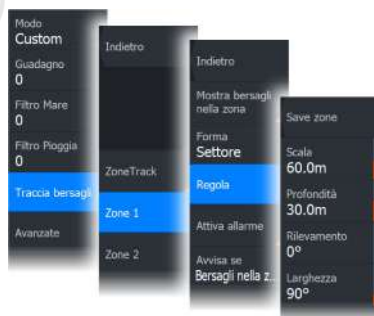 Modo
Custom
Guadagno
0
Filtro Mare
0
Filtro Pioggia
0
Traccia bersagli
Avanzate
Indietro
ZoneTrack
Zone 1
Zone 2
Indietro
Mostra bersagli
nella zona
Forma
Settore
Regola
Attiva allarme
Avvisa se
Bersagli nella z...
Save zone
Scala
60.0m
Profondità
30.0m
Rilevamento
0°
Larghezza
90°